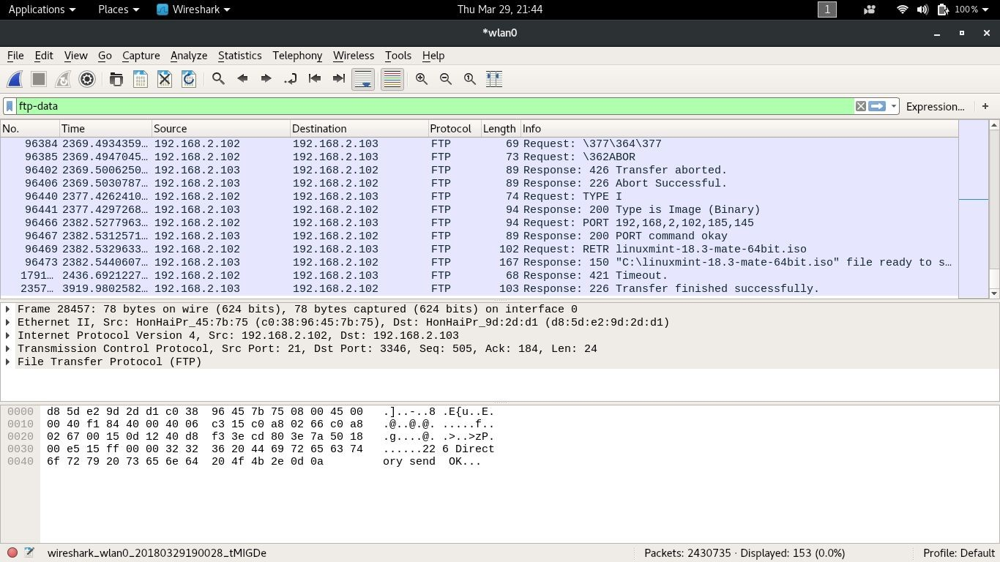 Applications Places Wireshark Thu Mar 29, 21:44 1 100%
*wlan0
File Edit View Go Capture Analyze Statistics Telephony Wireless Tools Help
ftp-data Expression... +
No. Time Source Destination Protocol Length Info
96384 2369.4934359... 192.168.2.102 192.168.2.103 FTP 69 Request: \377\364\377
96385 2369.4947045... 192.168.2.102 192.168.2.103 FTP 73 Request: \362ABOR
96402 2369.5006250... 192.168.2.103 192.168.2.102 FTP 89 Response: 426 Transfer aborted.
96406 2369.5030787... 192.168.2.103 192.168.2.102 FTP 89 Response: 226 Abort Successful.
96440 2377.4262410... 192.168.2.102 192.168.2.103 FTP 74 Request: TYPE I
96441 2377.4297268... 192.168.2.103 192.168.2.102 FTP 94 Response: 200 Type is Image (Binary)
96466 2382.5277963... 192.168.2.102 192.168.2.103 FTP 94 Request: PORT 192,168,2,102,185,145
96467 2382.5312571... 192.168.2.103 192.168.2.102 FTP 89 Response: 200 PORT command okay
96469 2382.5329633... 192.168.2.102 192.168.2.103 FTP 102 Request: RETR linuxmint-18.3-mate-64bit.iso
96473 2382.5440607... 192.168.2.103 192.168.2.102 FTP 167 Response: 150 "C:\linuxmint-18.3-mate-64bit.iso" file ready to s...
1791... 2436.6921227... 192.168.2.102 192.168.2.103 FTP 68 Response: 421 Timeout.
2357... 3919.9802582... 192.168.2.103 192.168.2.102 FTP 103 Response: 226 Transfer finished successfully.
Frame 28457: 78 bytes on wire (624 bits), 78 bytes captured (624 bits) on interface 0
Ethernet II, Src: HonHaiPr_45:7b:75 (c0:38:96:45:7b:75), Dst: HonHaiPr_9d:2d:d1 (d8:5d:e2:9d:2d:d1)
Internet Protocol Version 4, Src: 192.168.2.102, Dst: 192.168.2.103
Transmission Control Protocol, Src Port: 21, Dst Port: 3346, Seq: 505, Ack: 184, Len: 24
File Transfer Protocol (FTP)
0000 d8 5d e2 9d 2d d1 c0 38 96 45 7b 75 08 00 45 00 .]..-..8 .E{u..E.
0010 00 40 f1 84 40 00 40 06 c3 15 c0 a8 02 66 c0 a8 .@..@.@. .....f..
0020 02 67 00 15 0d 12 40 d8 f3 3e cd 80 3e 7a 50 18 .g....@. .>..>zP.
0030 00 e5 15 ff 00 00 32 32 36 20 44 69 72 65 63 74 ......22 6 Direct
0040 6f 72 79 20 73 65 6e 64 20 4f 4b 2e 0d 0a ory send OK...
wireshark_wlan0_20180329190028_tMIGDe Packets: 2430735 · Displayed: 153 (0.0%) Profile: Default